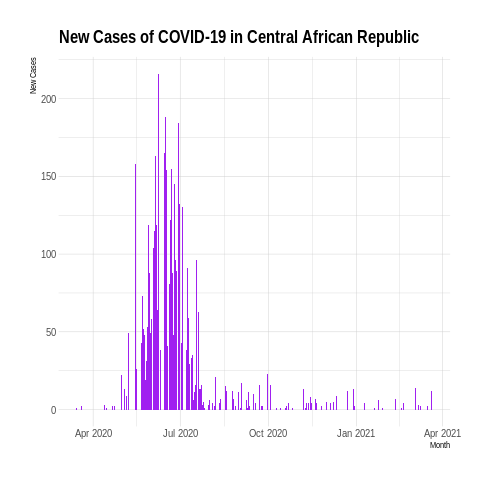 New Cases of COVID-19 in Central African Republic
New Cases
200
150
100
50
0
Apr 2020 Jul 2020 Oct 2020 Jan 2021 Apr 2021
Month